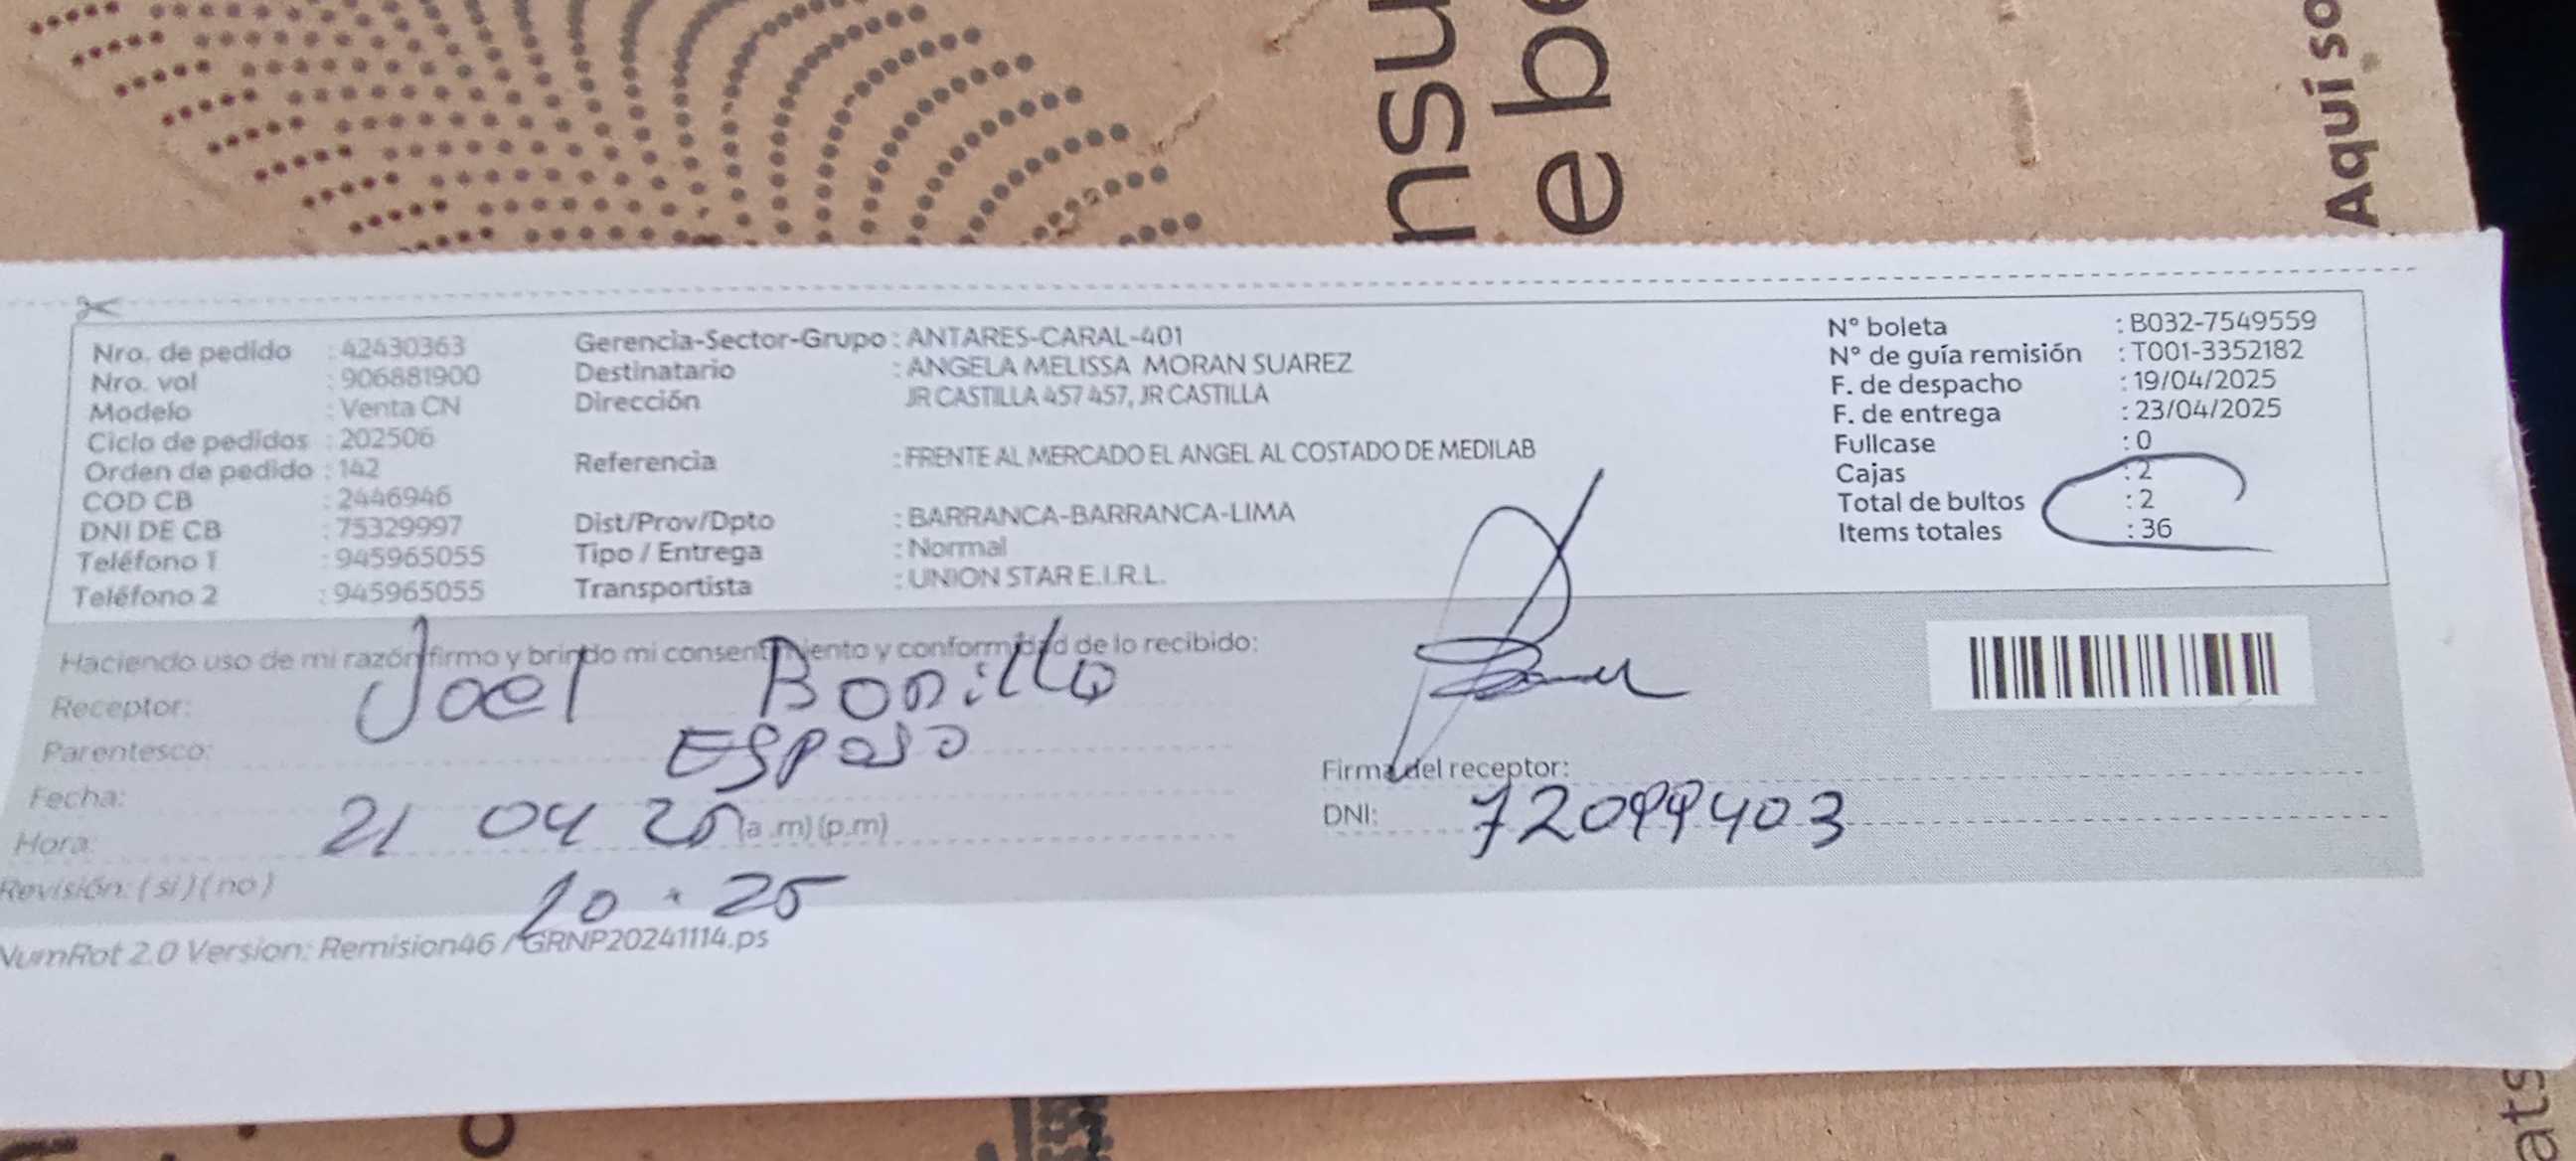 nsu
e be
Aquí so
Nro. de pedido : 42430363
Nro. vol : 906881900
Modelo : Venta CN
Ciclo de pedidos : 202506
Orden de pedido : 142
COD CB : 2446946
DNI DE CB : 75329997
Teléfono 1 : 945965055
Teléfono 2 : 945965055
Gerencia-Sector-Grupo : ANTARES-CARAL-401
Destinatario : ANGELA MELISSA MORAN SUAREZ
Dirección JR CASTILLA 457 457, JR CASTILLA
Referencia : FRENTE AL MERCADO EL ANGEL AL COSTADO DE MEDILAB
Dist/Prov/Dpto : BARRANCA-BARRANCA-LIMA
Tipo / Entrega : Normal
Transportista : UNION STAR E.I.R.L.
N° boleta : B032-7549559
N° de guía remisión : T001-3352182
F. de despacho : 19/04/2025
F. de entrega : 23/04/2025
Fullcase : 0
Cajas : 2
Total de bultos : 2
Items totales : 36
Haciendo uso de mi razón firmo y brindo mi consentimiento y conformidad de lo recibido:
Receptor: Joel Bonilla
Parentesco: Esposo
Fecha: 21 04 25
Hora: (a .m) (p.m)
10 . 25
Revisión: ( si ) ( no )
Firma del receptor:
DNI: 72099403
NumRot 2.0 Version: Remision46 / GRNP20241114.ps
ats